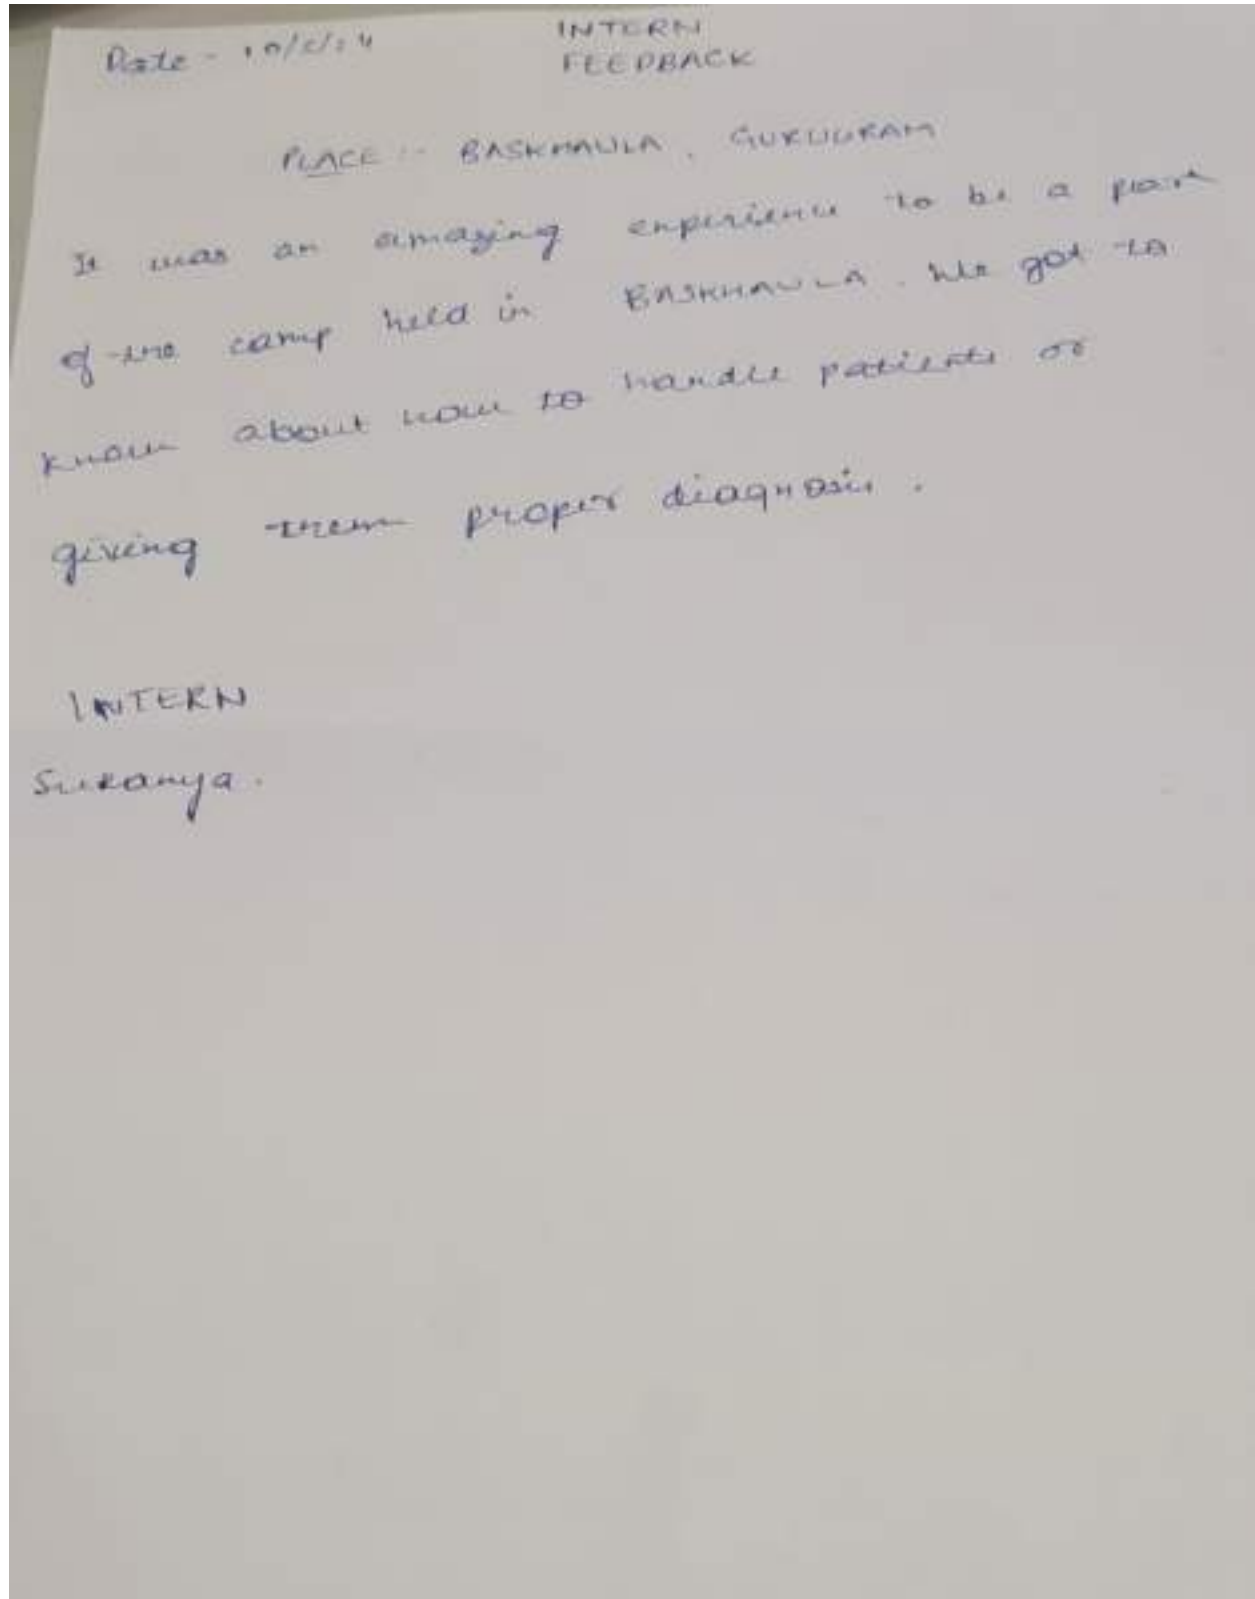 Date - 10/5/24
INTERN
FEEDBACK
PLACE :- BASKHAULA, GURUGRAM
It was an amazing experience to be a part
of the camp held in BASKHAULA. We got to
know about how to handle patients or
giving them proper diagnosis.
INTERN
Sukanya.